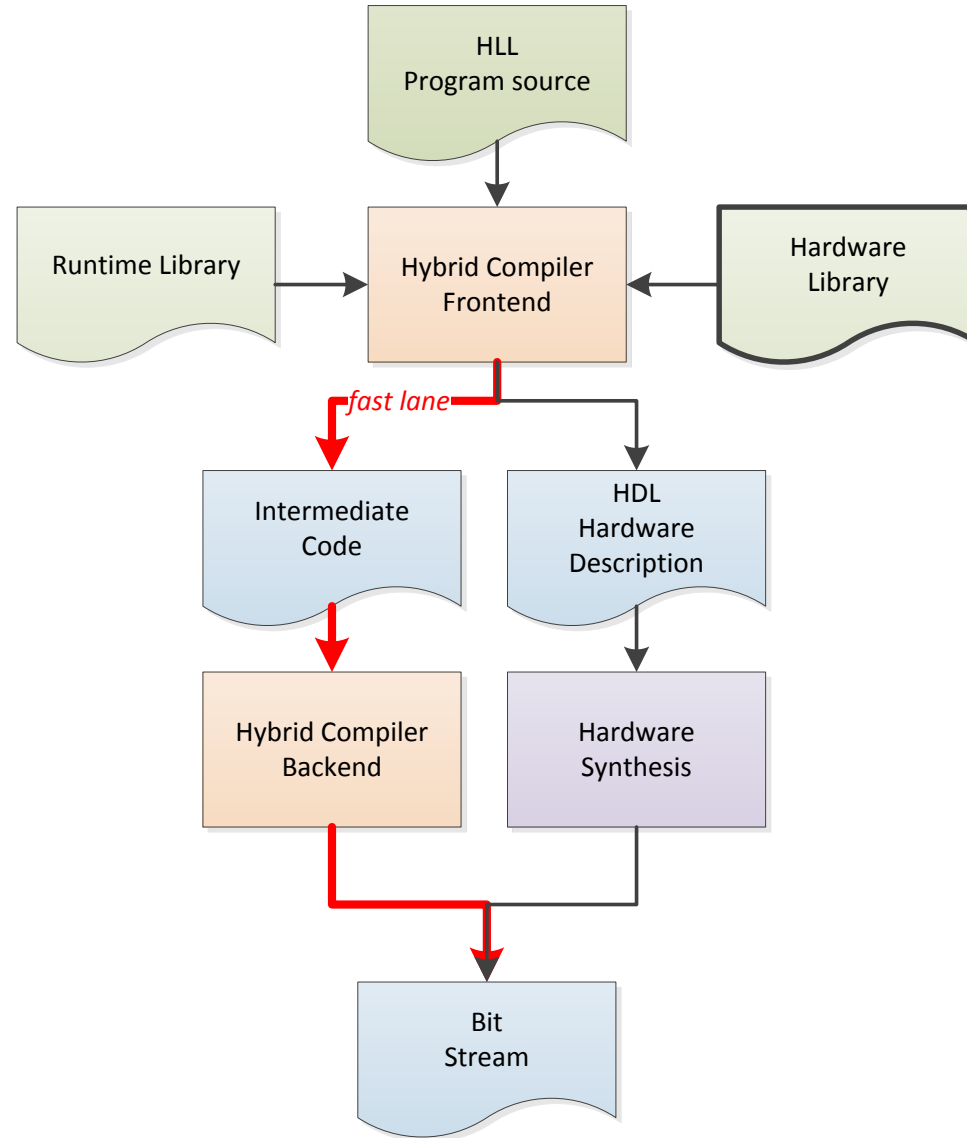 HLL
Program source
Runtime Library
Hybrid Compiler
Frontend
Hardware
Library
fast lane
Intermediate
Code
HDL
Hardware
Description
Hybrid Compiler
Backend
Hardware
Synthesis
Bit
Stream